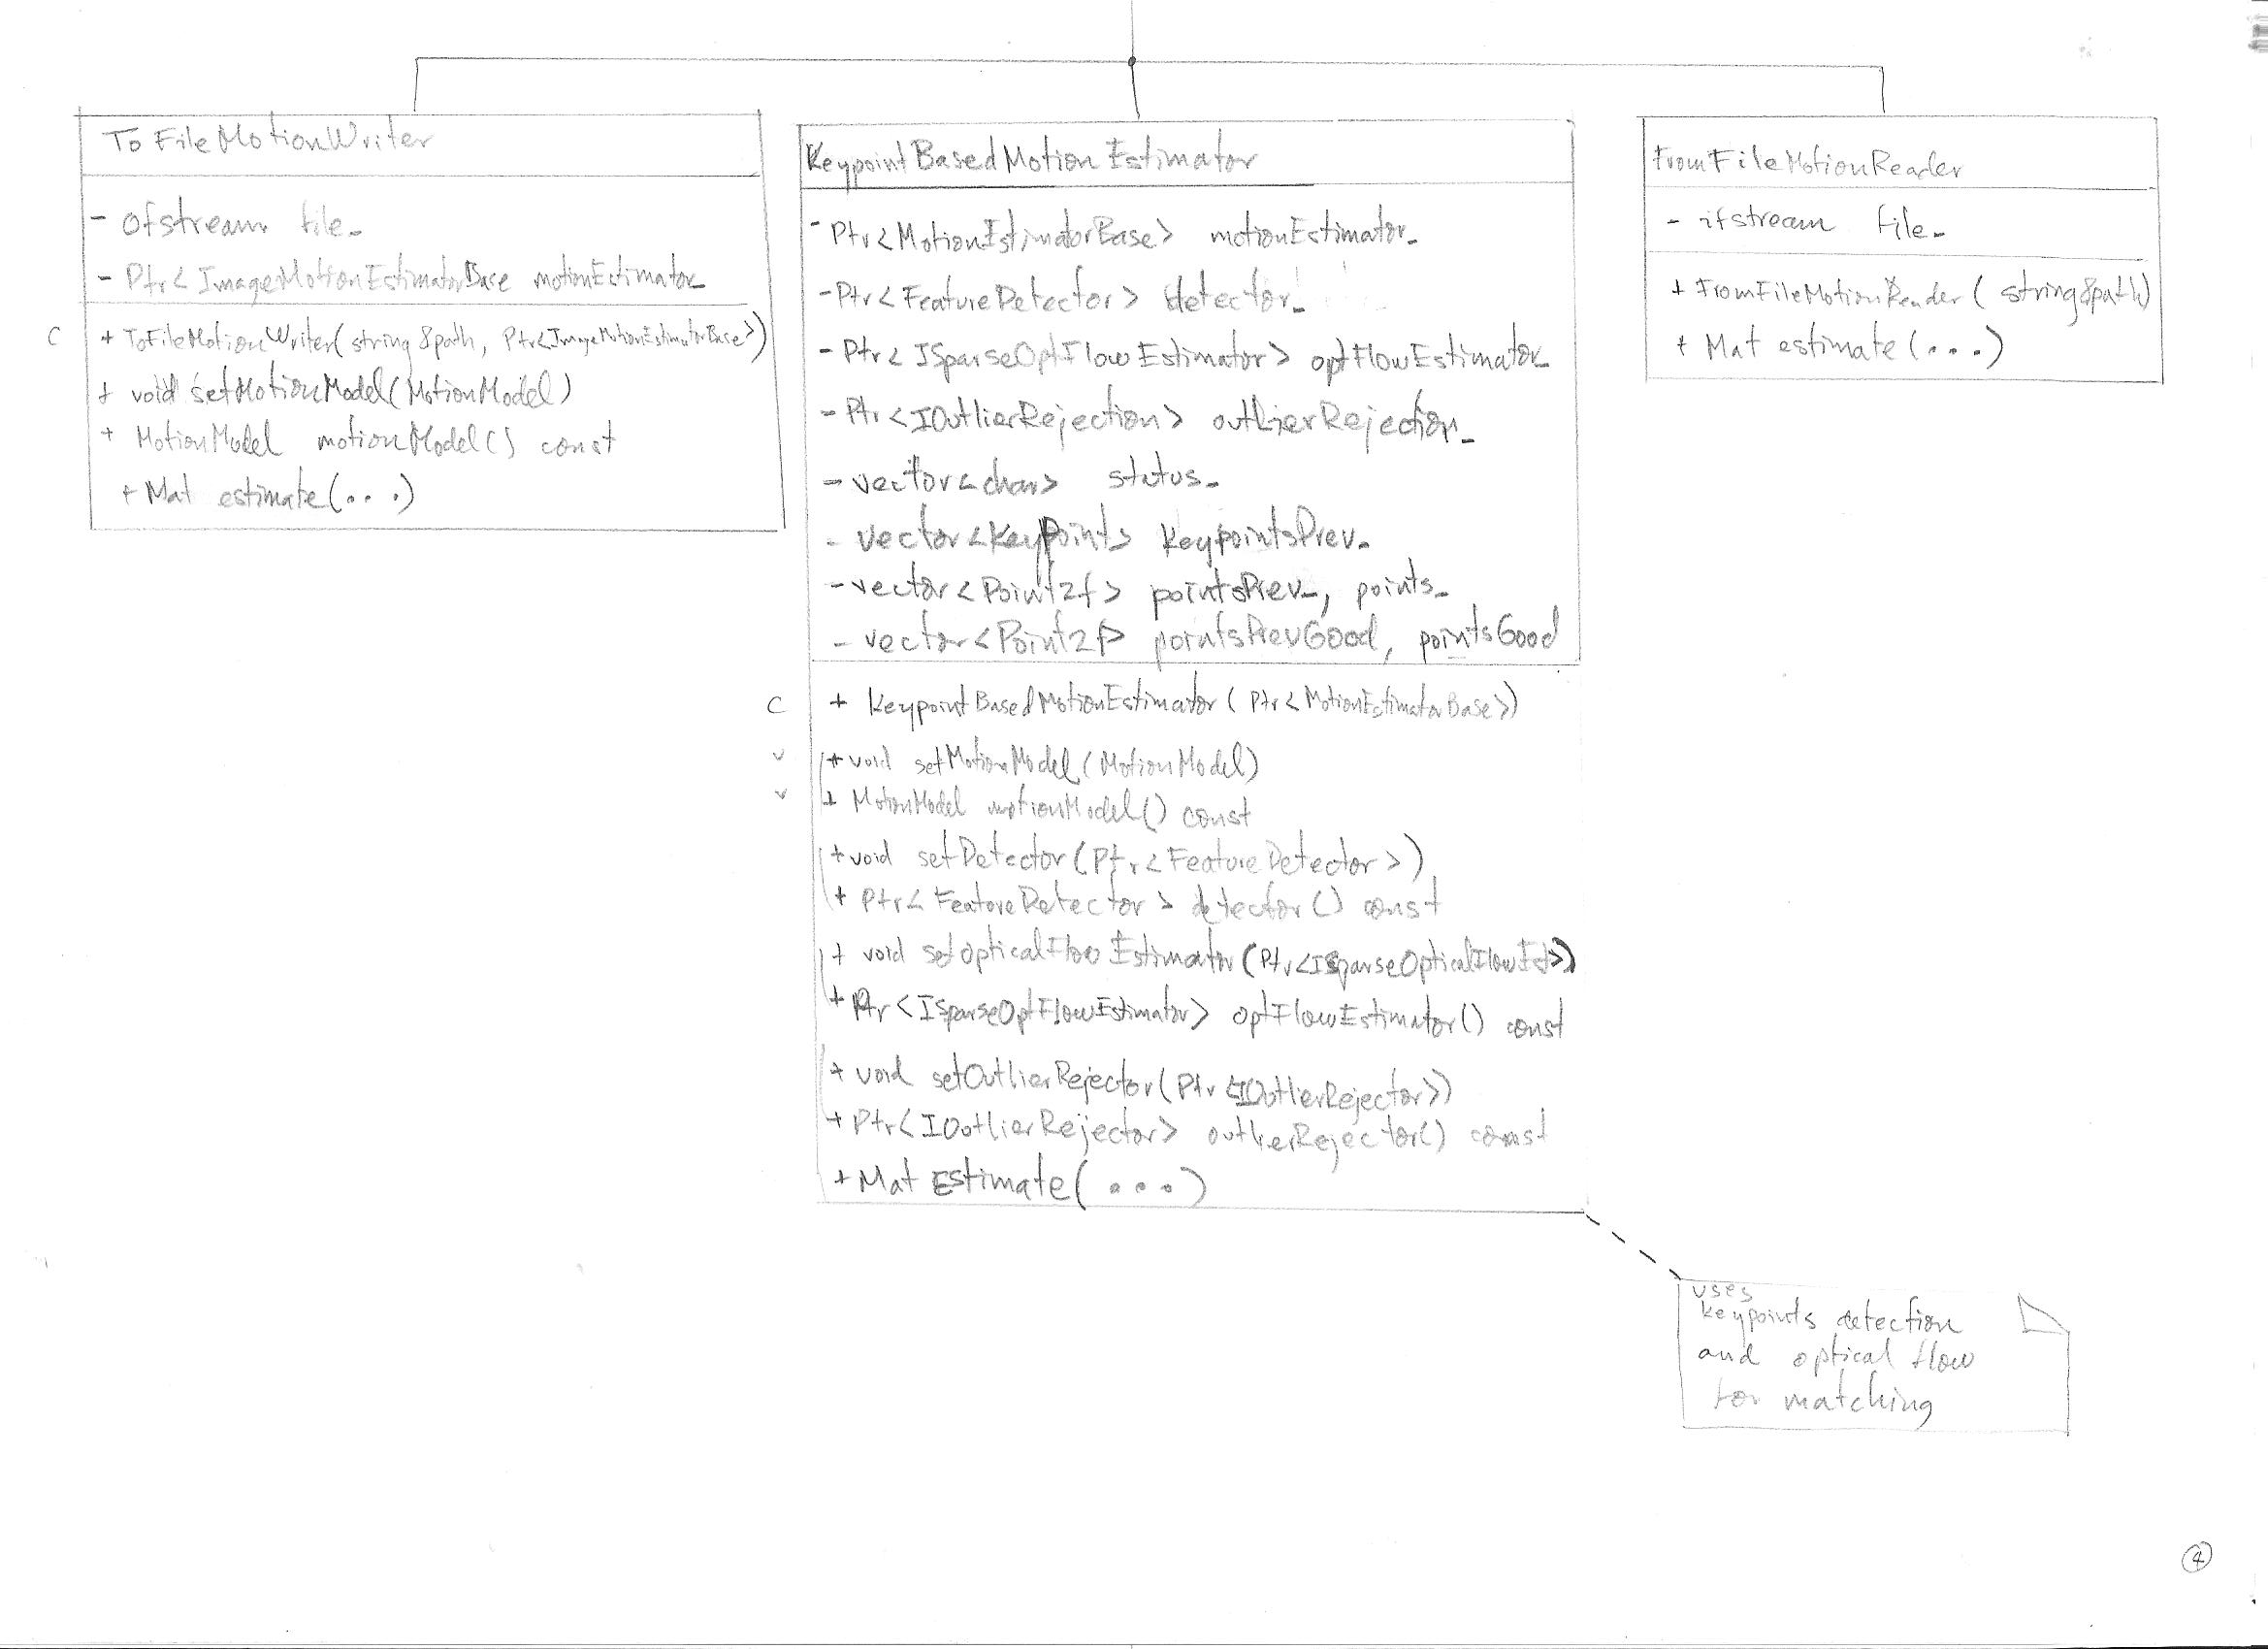 ToFileMotionWriter
- ofstream file_
- Ptr<ImageMotionEstimatorBase motionEstimator_
C + ToFileMotionWriter(string &path, Ptr<ImageMotionEstimatorBase>)
+ void setMotionModel(MotionModel)
+ MotionModel motionModel() const
+ Mat estimate(...)
KeypointBasedMotionEstimator
- Ptr<MotionEstimatorBase> motionEstimator_
- Ptr<FeatureDetector> detector_
- Ptr<ISparseOptFlowEstimator> optFlowEstimator_
- Ptr<IOutlierRejection> outlierRejection_
- vector<char> status_
- vector<KeyPoints> KeypointsPrev_
- vector<Point2f> pointsPrev_, points_
- vector<Point2f> pointsPrevGood, pointsGood
C + KeypointBasedMotionEstimator(Ptr<MotionEstimatorBase>)
v + void setMotionModel(MotionModel)
v + MotionModel motionModel() const
+ void setDetector(Ptr<FeatureDetector>)
+ Ptr<FeatureDetector> detector() const
+ void setOpticalFlowEstimator(Ptr<ISparseOpticalFlowEst>)
+ Ptr<ISparseOptFlowEstimator> optFlowEstimator() const
+ void setOutlierRejector(Ptr<IOutlierRejector>)
+ Ptr<IOutlierRejector> outlierRejector() const
+ Mat Estimate(...)
FromFileMotionReader
- ifstream file_
+ FromFileMotionReader(string &path)
+ Mat estimate(...)
uses
keypoints detection
and optical flow
for matching
4